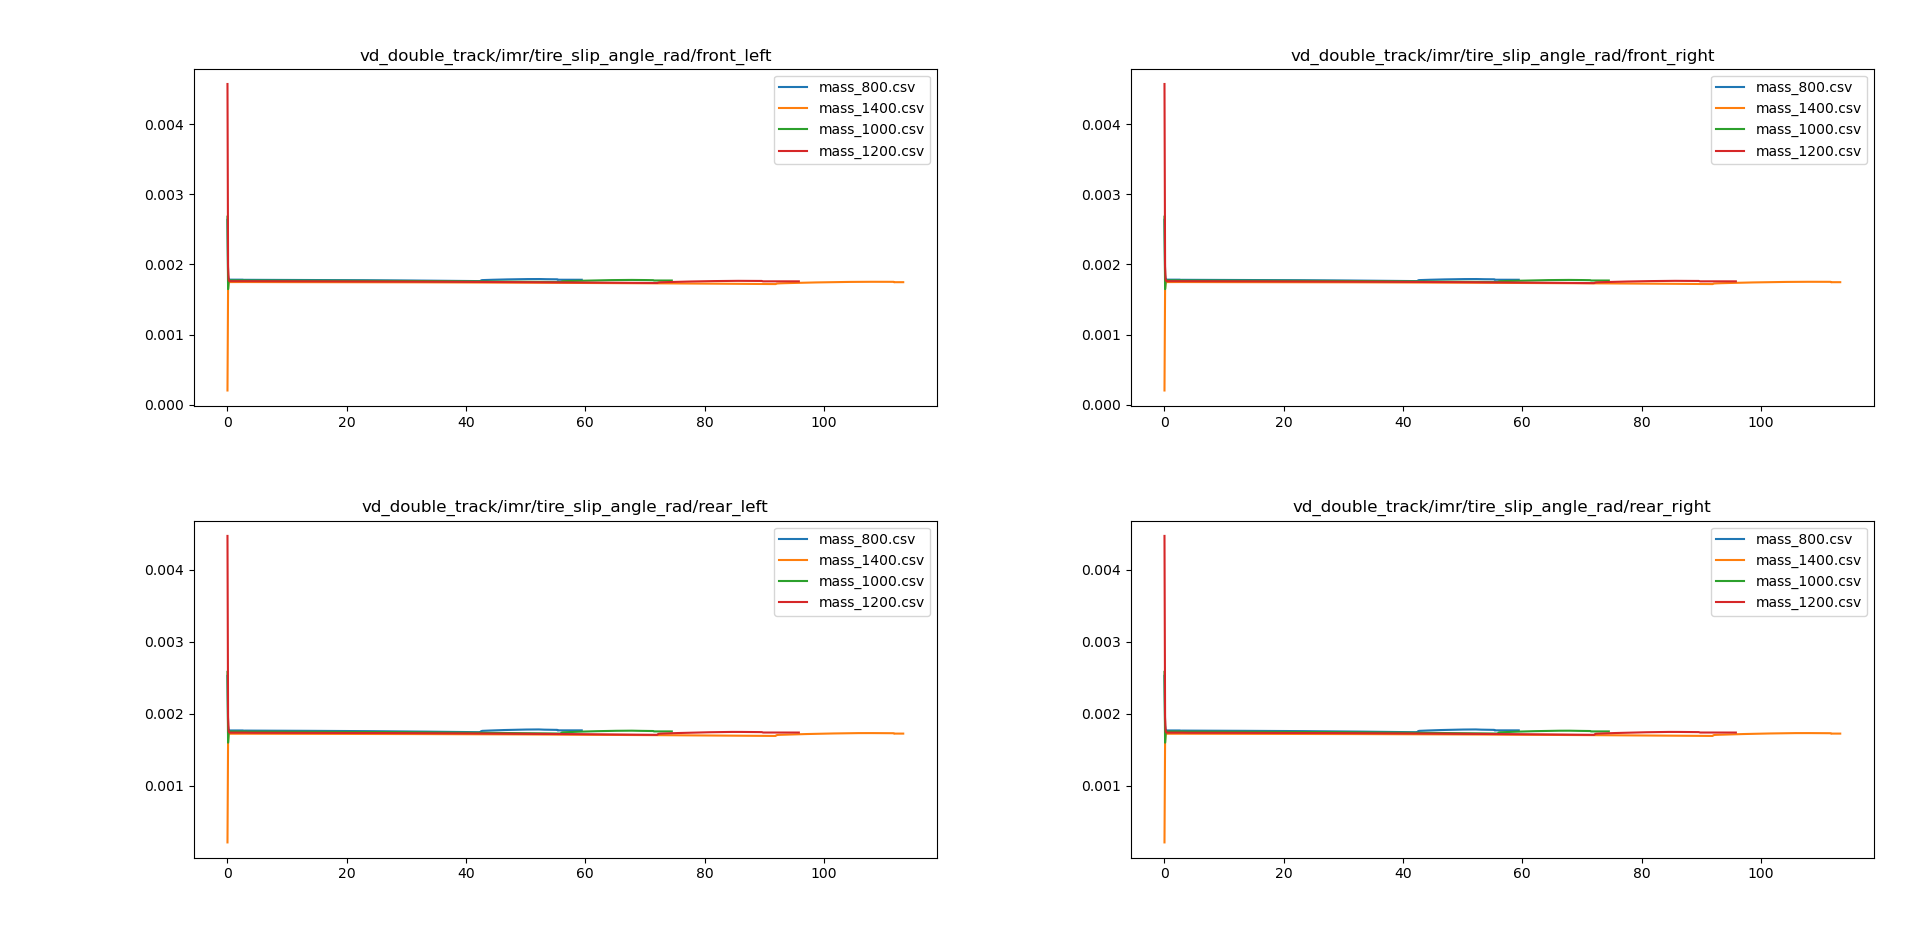 vd_double_track/imr/tire_slip_angle_rad/front_left
mass_800.csv
mass_1400.csv
mass_1000.csv
mass_1200.csv
0.004
0.003
0.002
0.001
0.000
0 20 40 60 80 100
vd_double_track/imr/tire_slip_angle_rad/front_right
mass_800.csv
mass_1400.csv
mass_1000.csv
mass_1200.csv
0.004
0.003
0.002
0.001
0.000
0 20 40 60 80 100
vd_double_track/imr/tire_slip_angle_rad/rear_left
mass_800.csv
mass_1400.csv
mass_1000.csv
mass_1200.csv
0.004
0.003
0.002
0.001
0 20 40 60 80 100
vd_double_track/imr/tire_slip_angle_rad/rear_right
mass_800.csv
mass_1400.csv
mass_1000.csv
mass_1200.csv
0.004
0.003
0.002
0.001
0 20 40 60 80 100